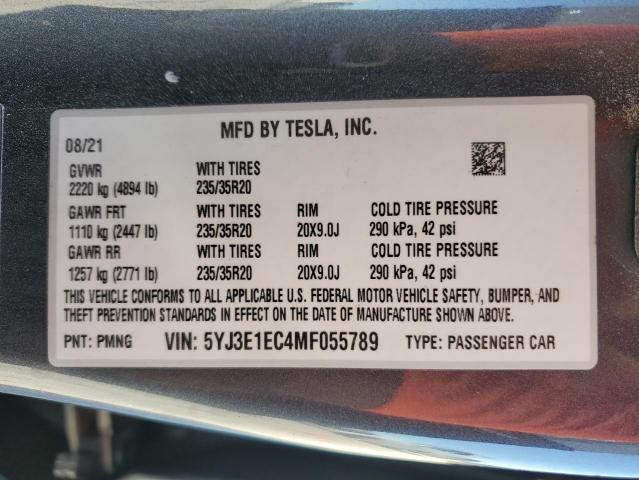 MFD BY TESLA, INC.
08/21
GVWR WITH TIRES
2220 kg (4894 lb) 235/35R20
GAWR FRT WITH TIRES RIM COLD TIRE PRESSURE
1110 kg (2447 lb) 235/35R20 20X9.0J 290 kPa, 42 psi
GAWR RR WITH TIRES RIM COLD TIRE PRESSURE
1257 kg (2771 lb) 235/35R20 20X9.0J 290 kPa, 42 psi
THIS VEHICLE CONFORMS TO ALL APPLICABLE U.S. FEDERAL MOTOR VEHICLE SAFETY, BUMPER, AND
THEFT PREVENTION STANDARDS IN EFFECT ON THE DATE OF MANUFACTURE SHOWN ABOVE.
PNT: PMNG VIN: 5YJ3E1EC4MF055789 TYPE: PASSENGER CAR